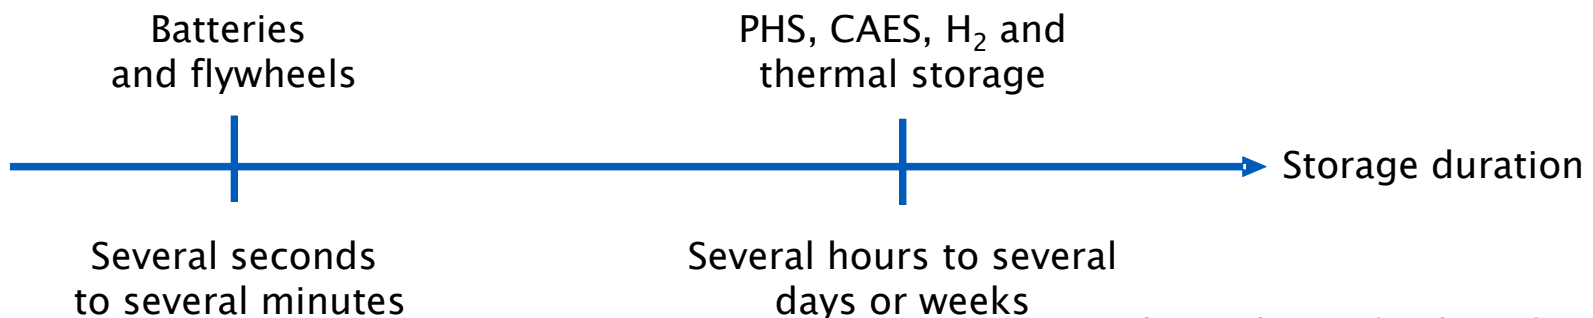 Batteries
and flywheels
PHS, CAES, H₂ and
thermal storage
Storage duration
Several seconds
to several minutes
Several hours to several
days or weeks